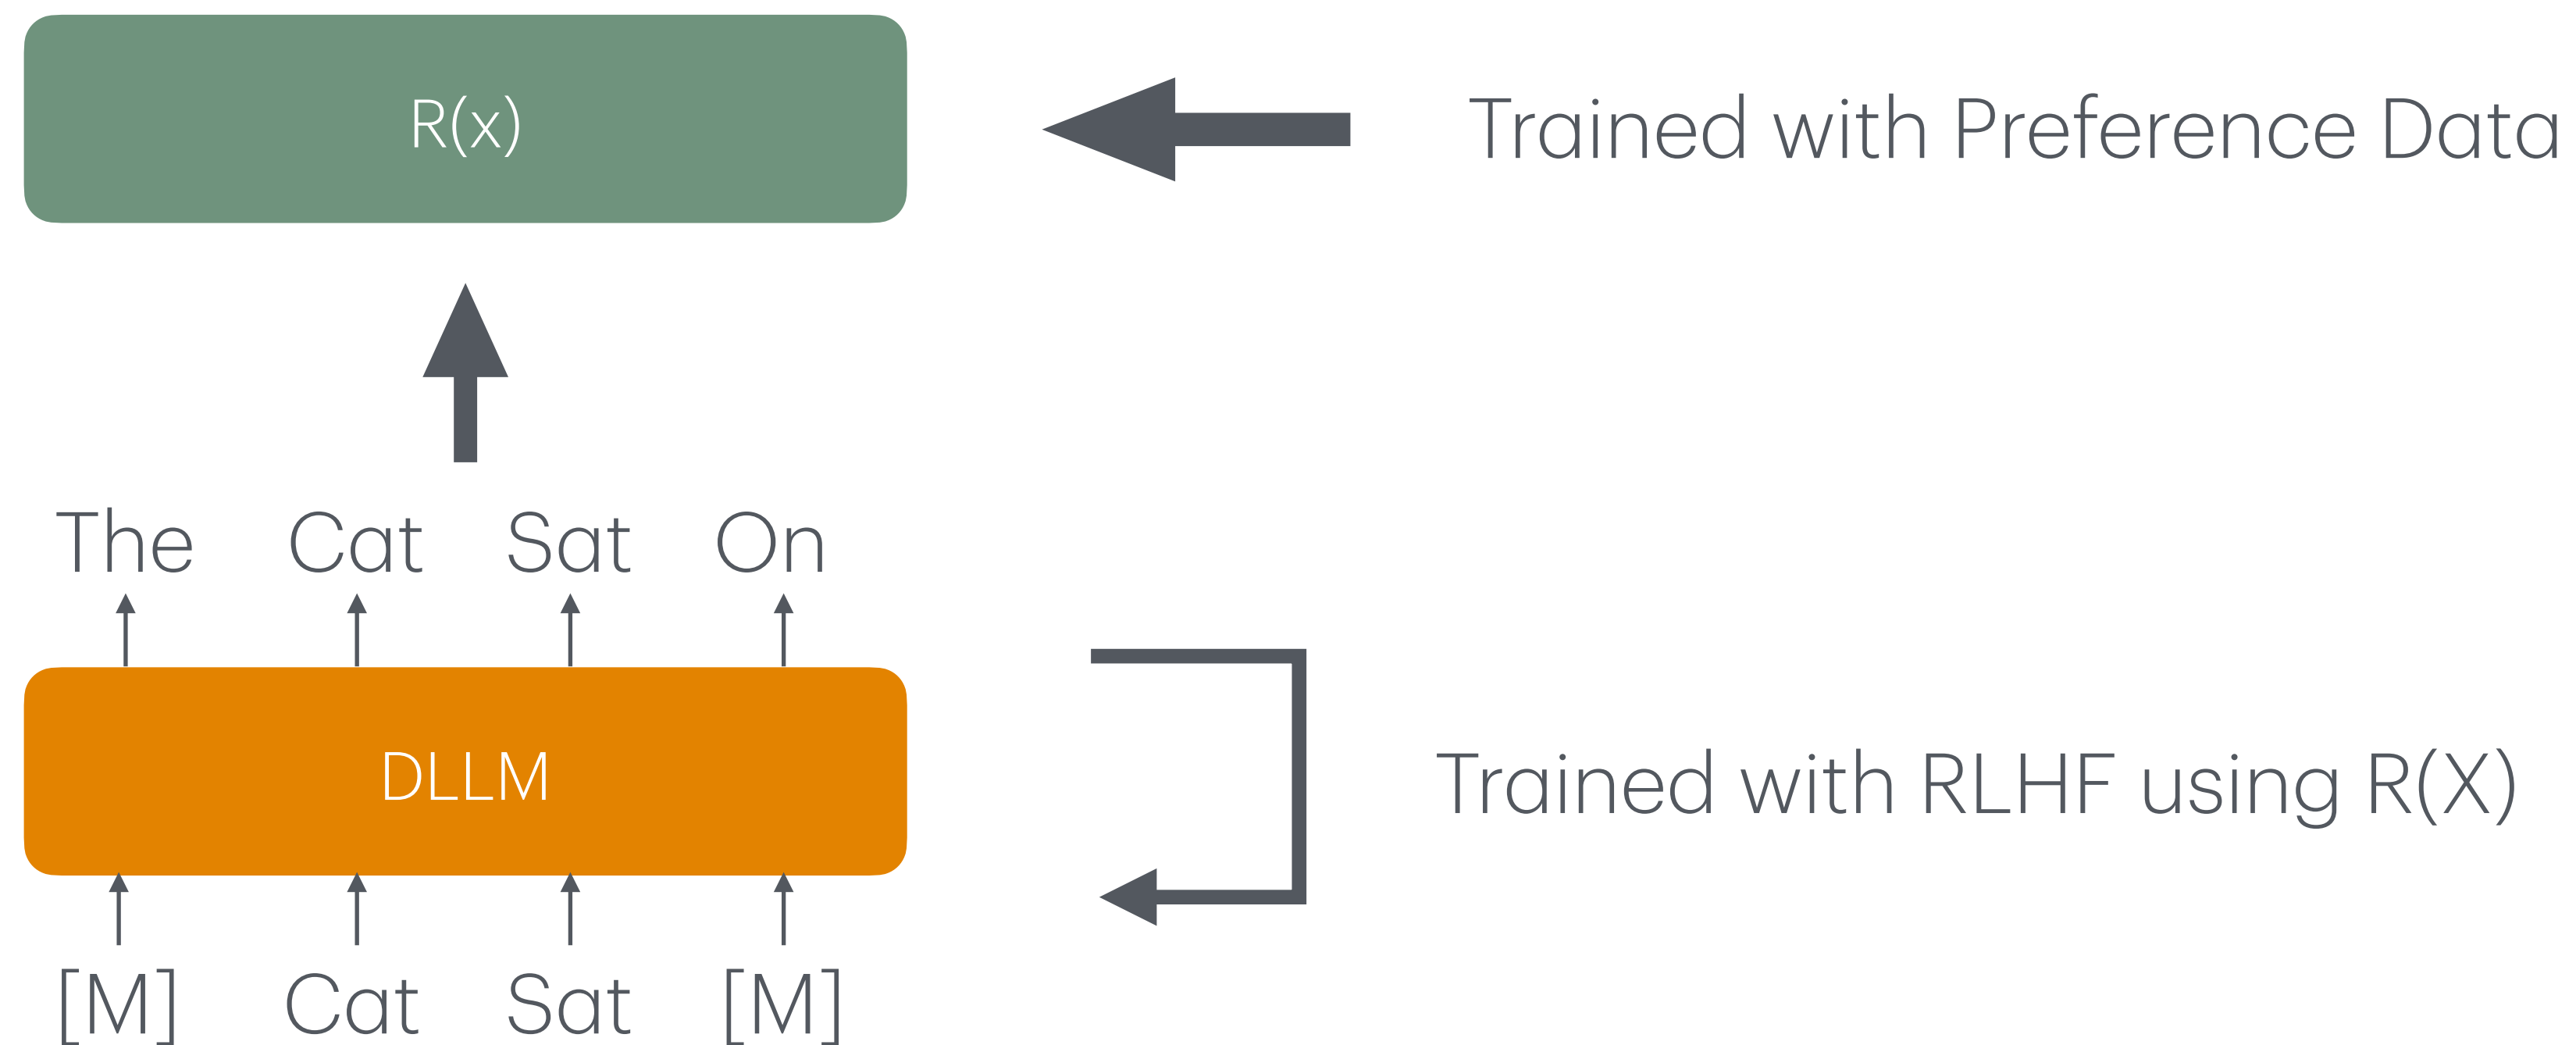 R(x)
Trained with Preference Data
The Cat Sat On
DLLM
Trained with RLHF using R(X)
[M] Cat Sat [M]